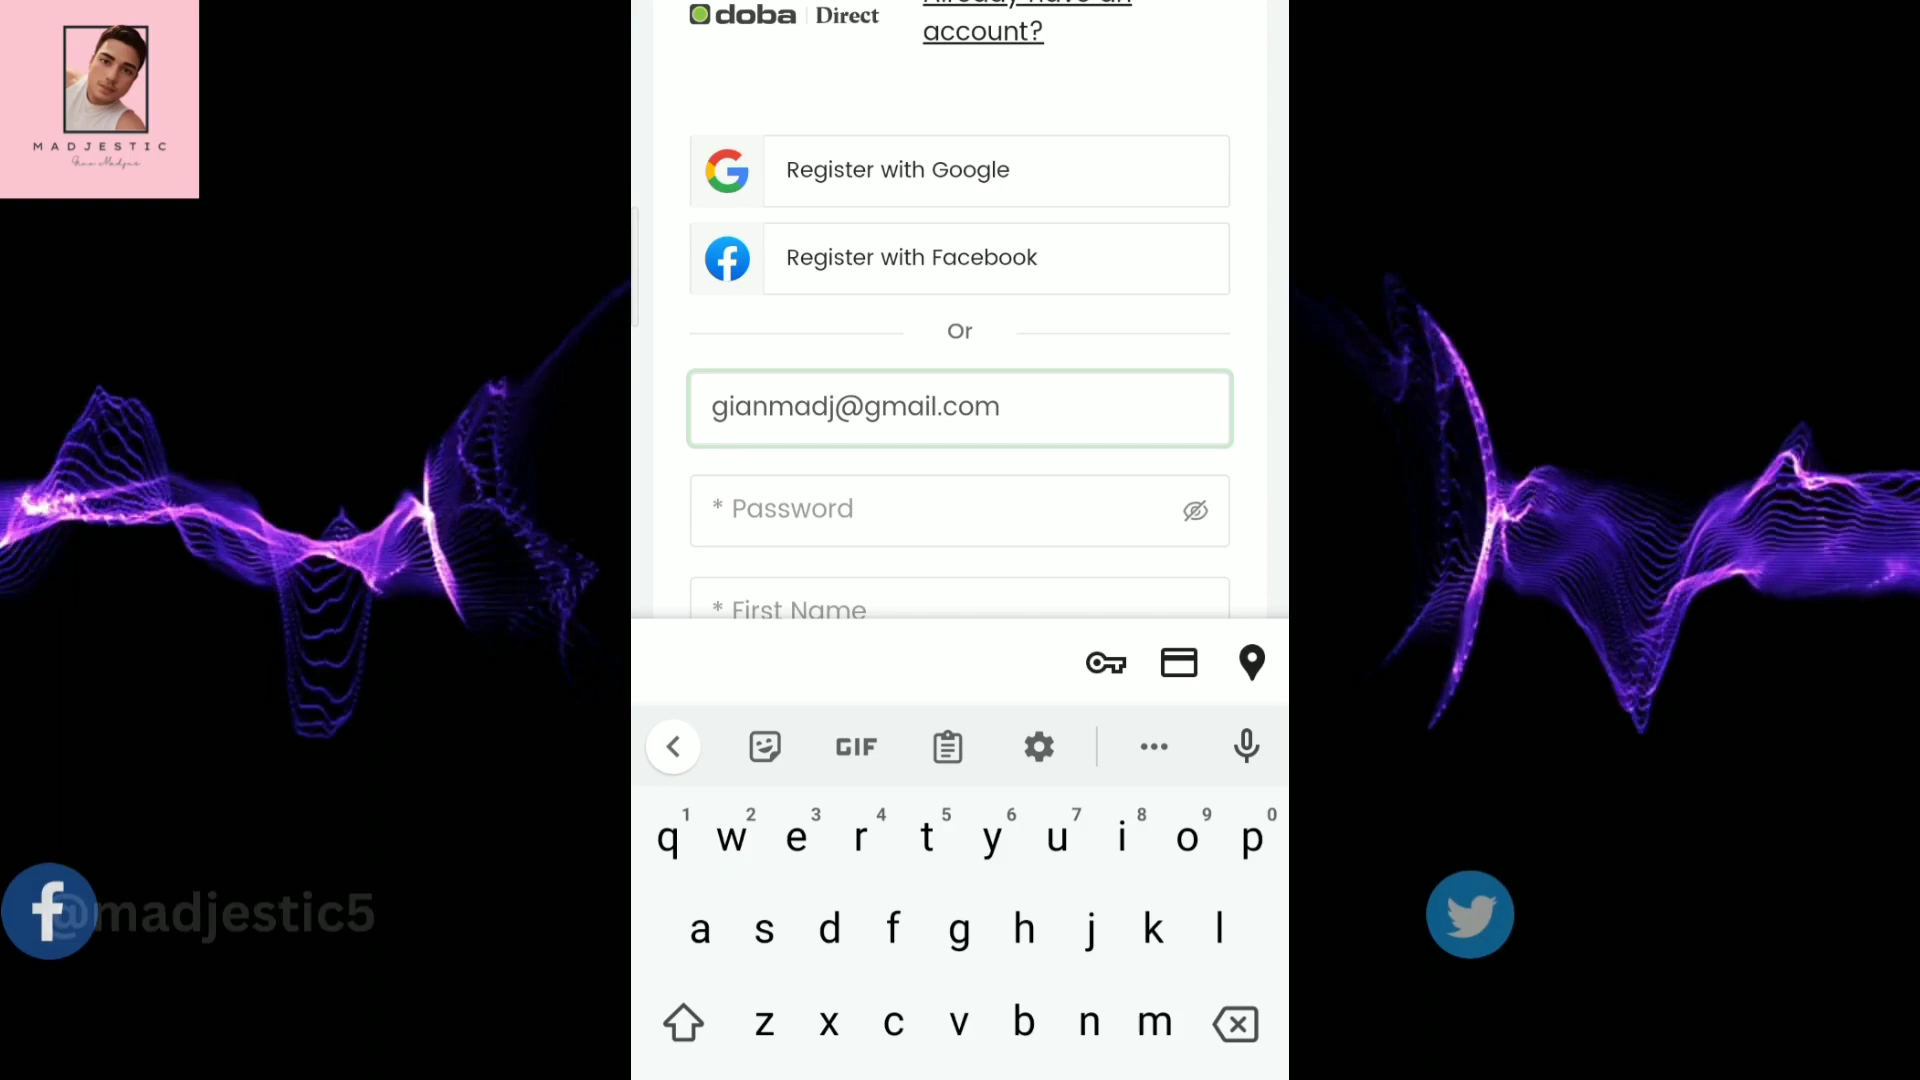 MADJESTIC
doba Direct
account?
Register with Google
Register with Facebook
Or
gianmadj@gmail.com
* Password
* First Name
GIF
1 2 3 4 5 6 7 8 9 0
q w e r t y u i o p
a s d f g h j k l
z x c v b n m
@madjestic5